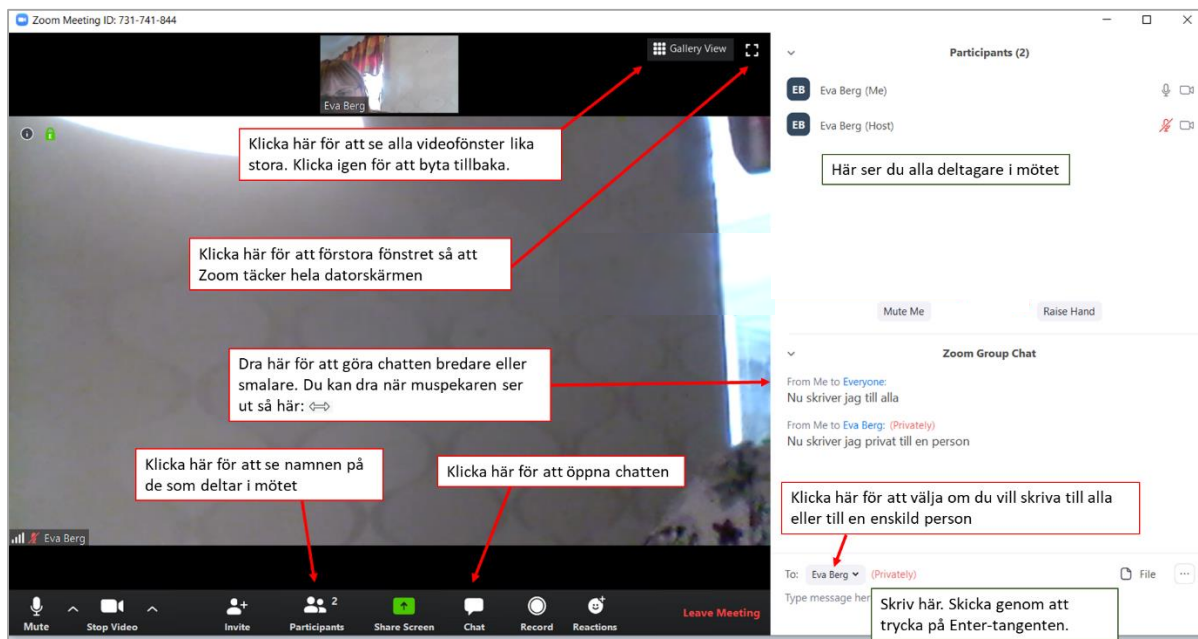 Zoom Meeting ID: 731-741-844
Gallery View
Eva Berg
Klicka här för att se alla videofönster lika
stora. Klicka igen för att byta tillbaka.
Klicka här för att förstora fönstret så att
Zoom täcker hela datorskärmen
Dra här för att göra chatten bredare eller
smalare. Du kan dra när muspekaren ser
ut så här: ⇔
Klicka här för att se namnen på
de som deltar i mötet
Klicka här för att öppna chatten
Eva Berg
Mute
Stop Video
Invite
Participants
2
Share Screen
Chat
Record
Reactions
Leave Meeting
Participants (2)
EB Eva Berg (Me)
EB Eva Berg (Host)
Här ser du alla deltagare i mötet
Mute Me
Raise Hand
Zoom Group Chat
From Me to Everyone:
Nu skriver jag till alla
From Me to Eva Berg: (Privately)
Nu skriver jag privat till en person
Klicka här för att välja om du vill skriva till alla
eller till en enskild person
To: Eva Berg (Privately)
File
...
Type message her
Skriv här. Skicka genom att
trycka på Enter-tangenten.